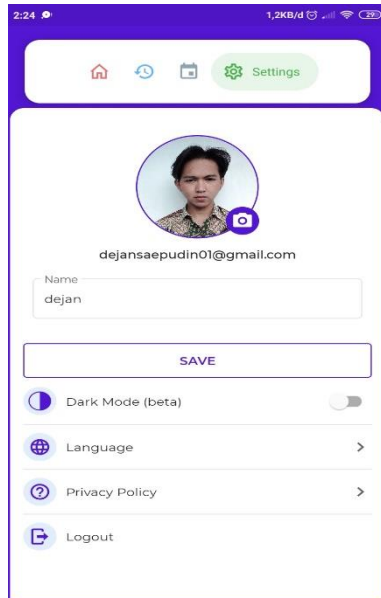 2:24
1,2KB/d
29
Settings
dejansaepudin01@gmail.com
Name
dejan
SAVE
Dark Mode (beta)
Language
Privacy Policy
Logout